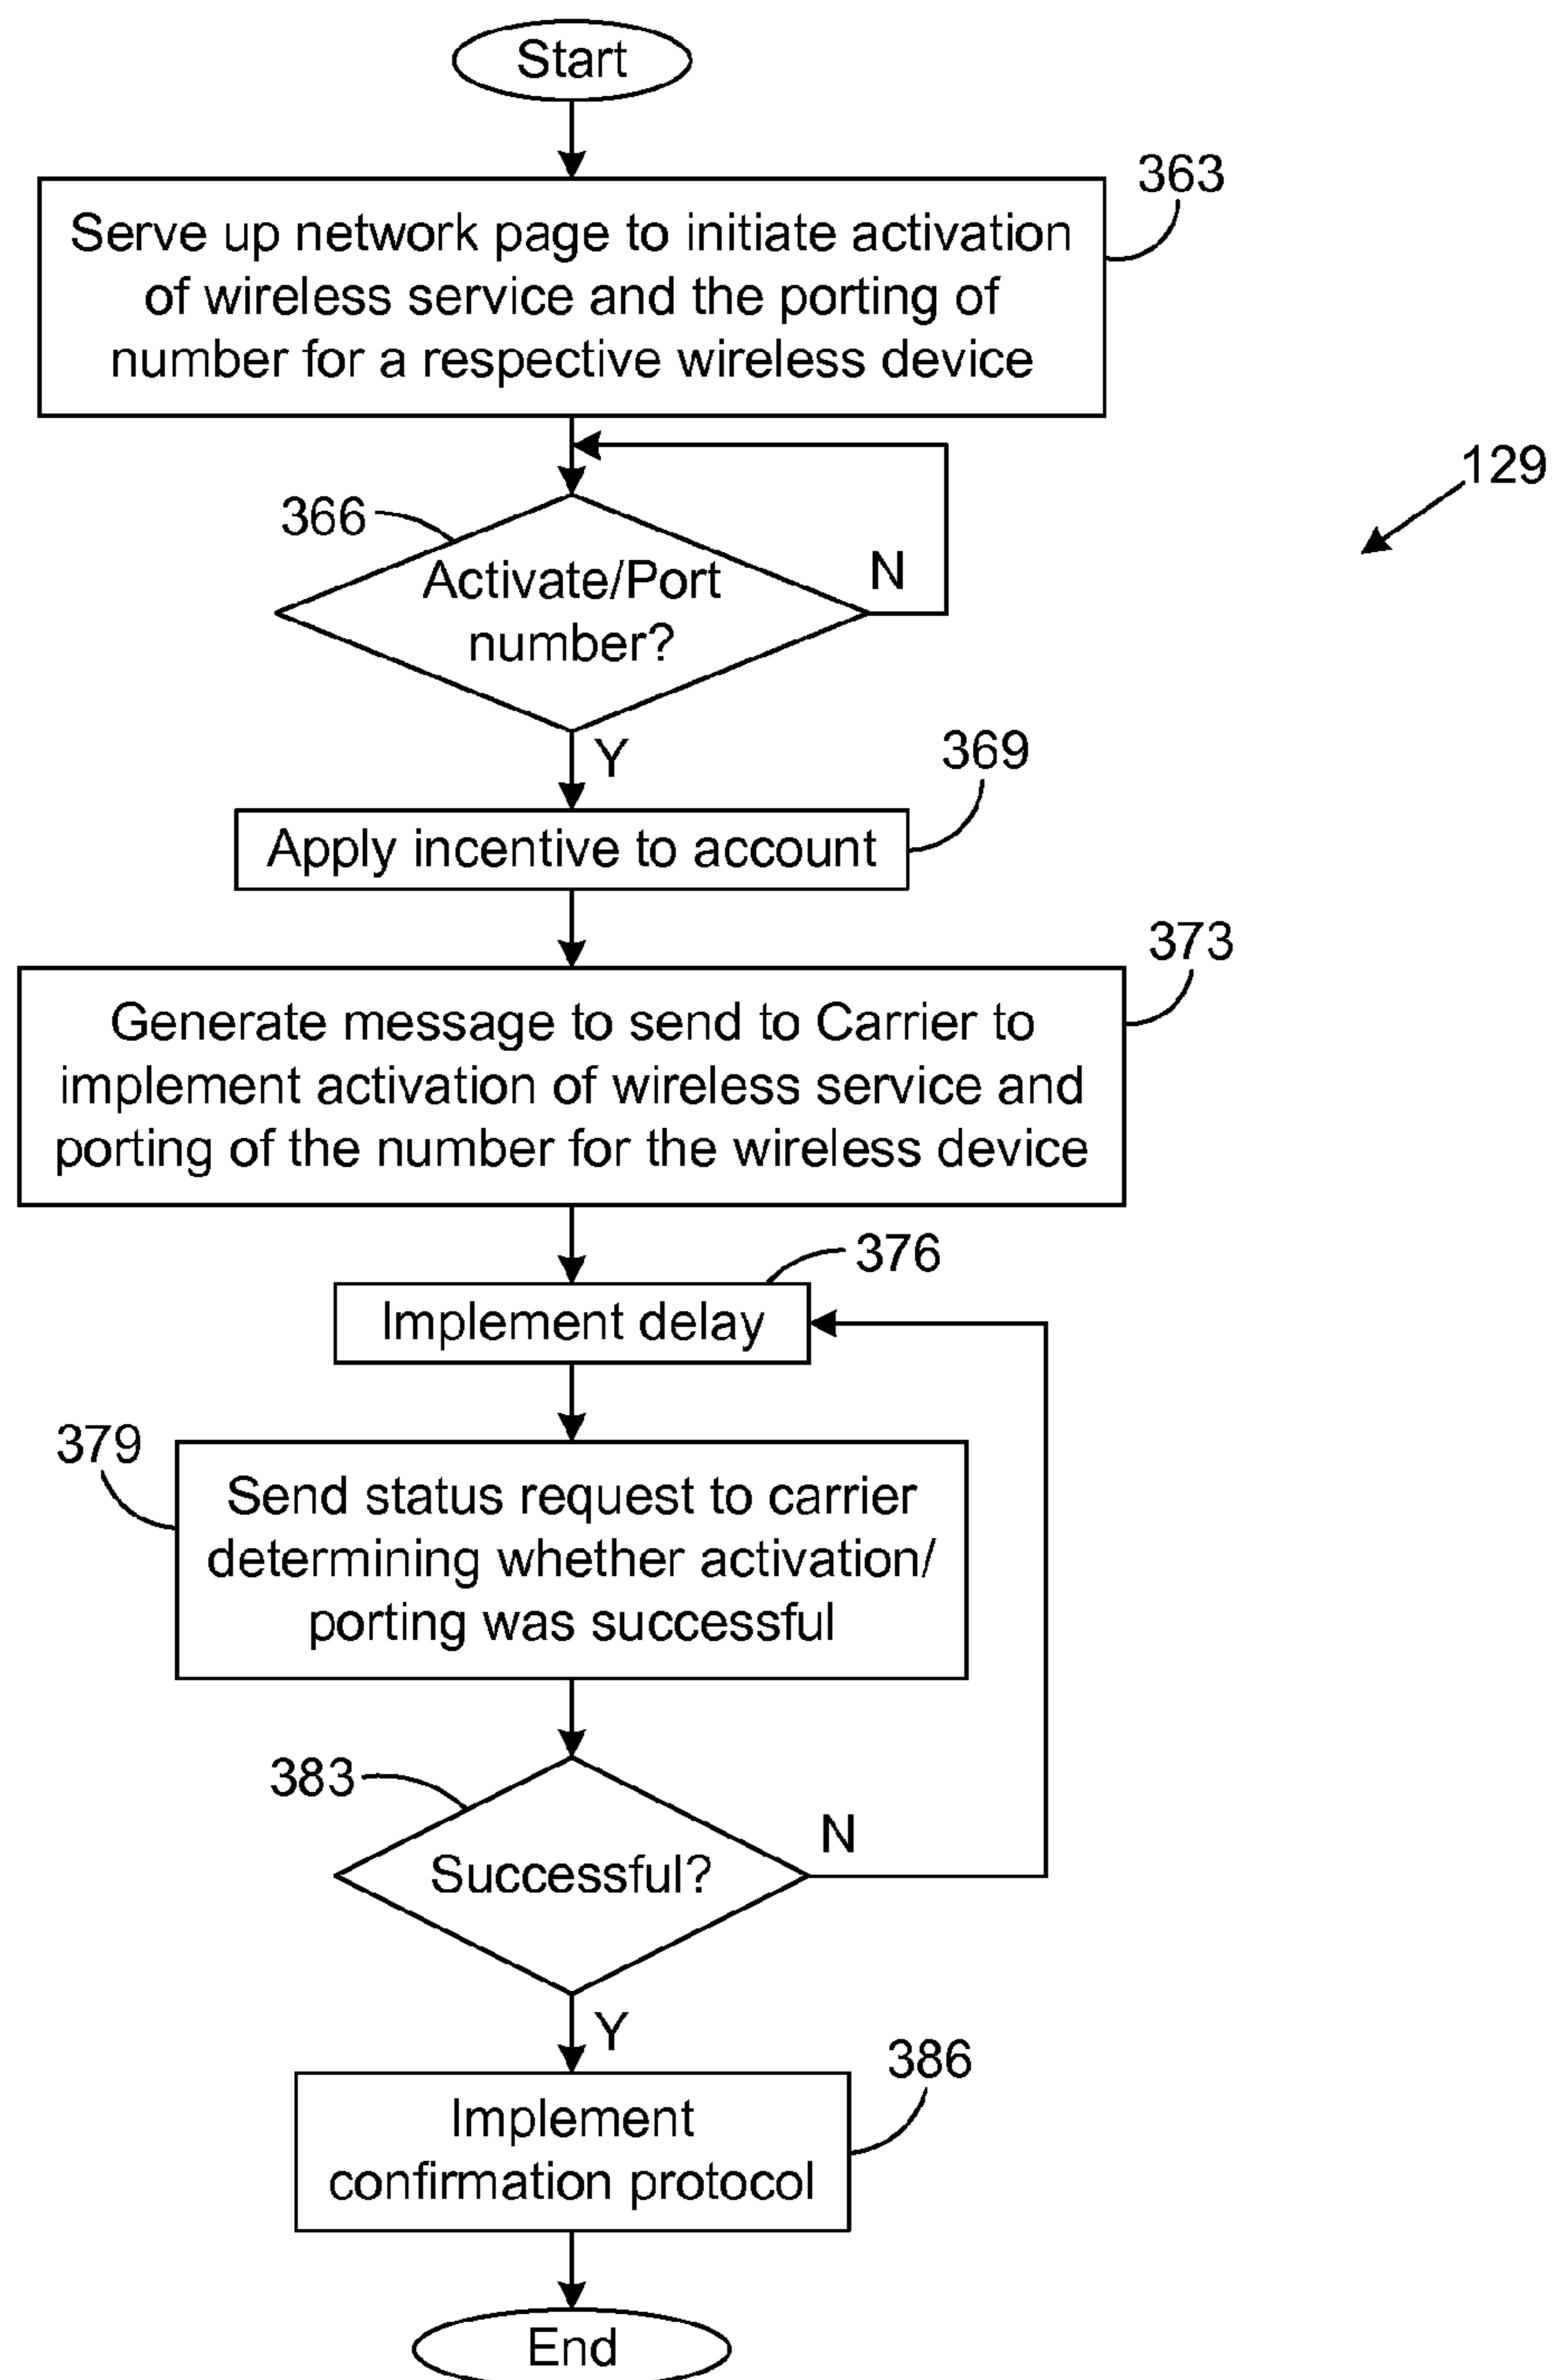 Start
363
Serve up network page to initiate activation
of wireless service and the porting of
number for a respective wireless device
129
366
Activate/Port
number?
N
Y
369
Apply incentive to account
373
Generate message to send to Carrier to
implement activation of wireless service and
porting of the number for the wireless device
376
Implement delay
379
Send status request to carrier
determining whether activation/
porting was successful
383
Successful?
N
Y
386
Implement
confirmation protocol
End